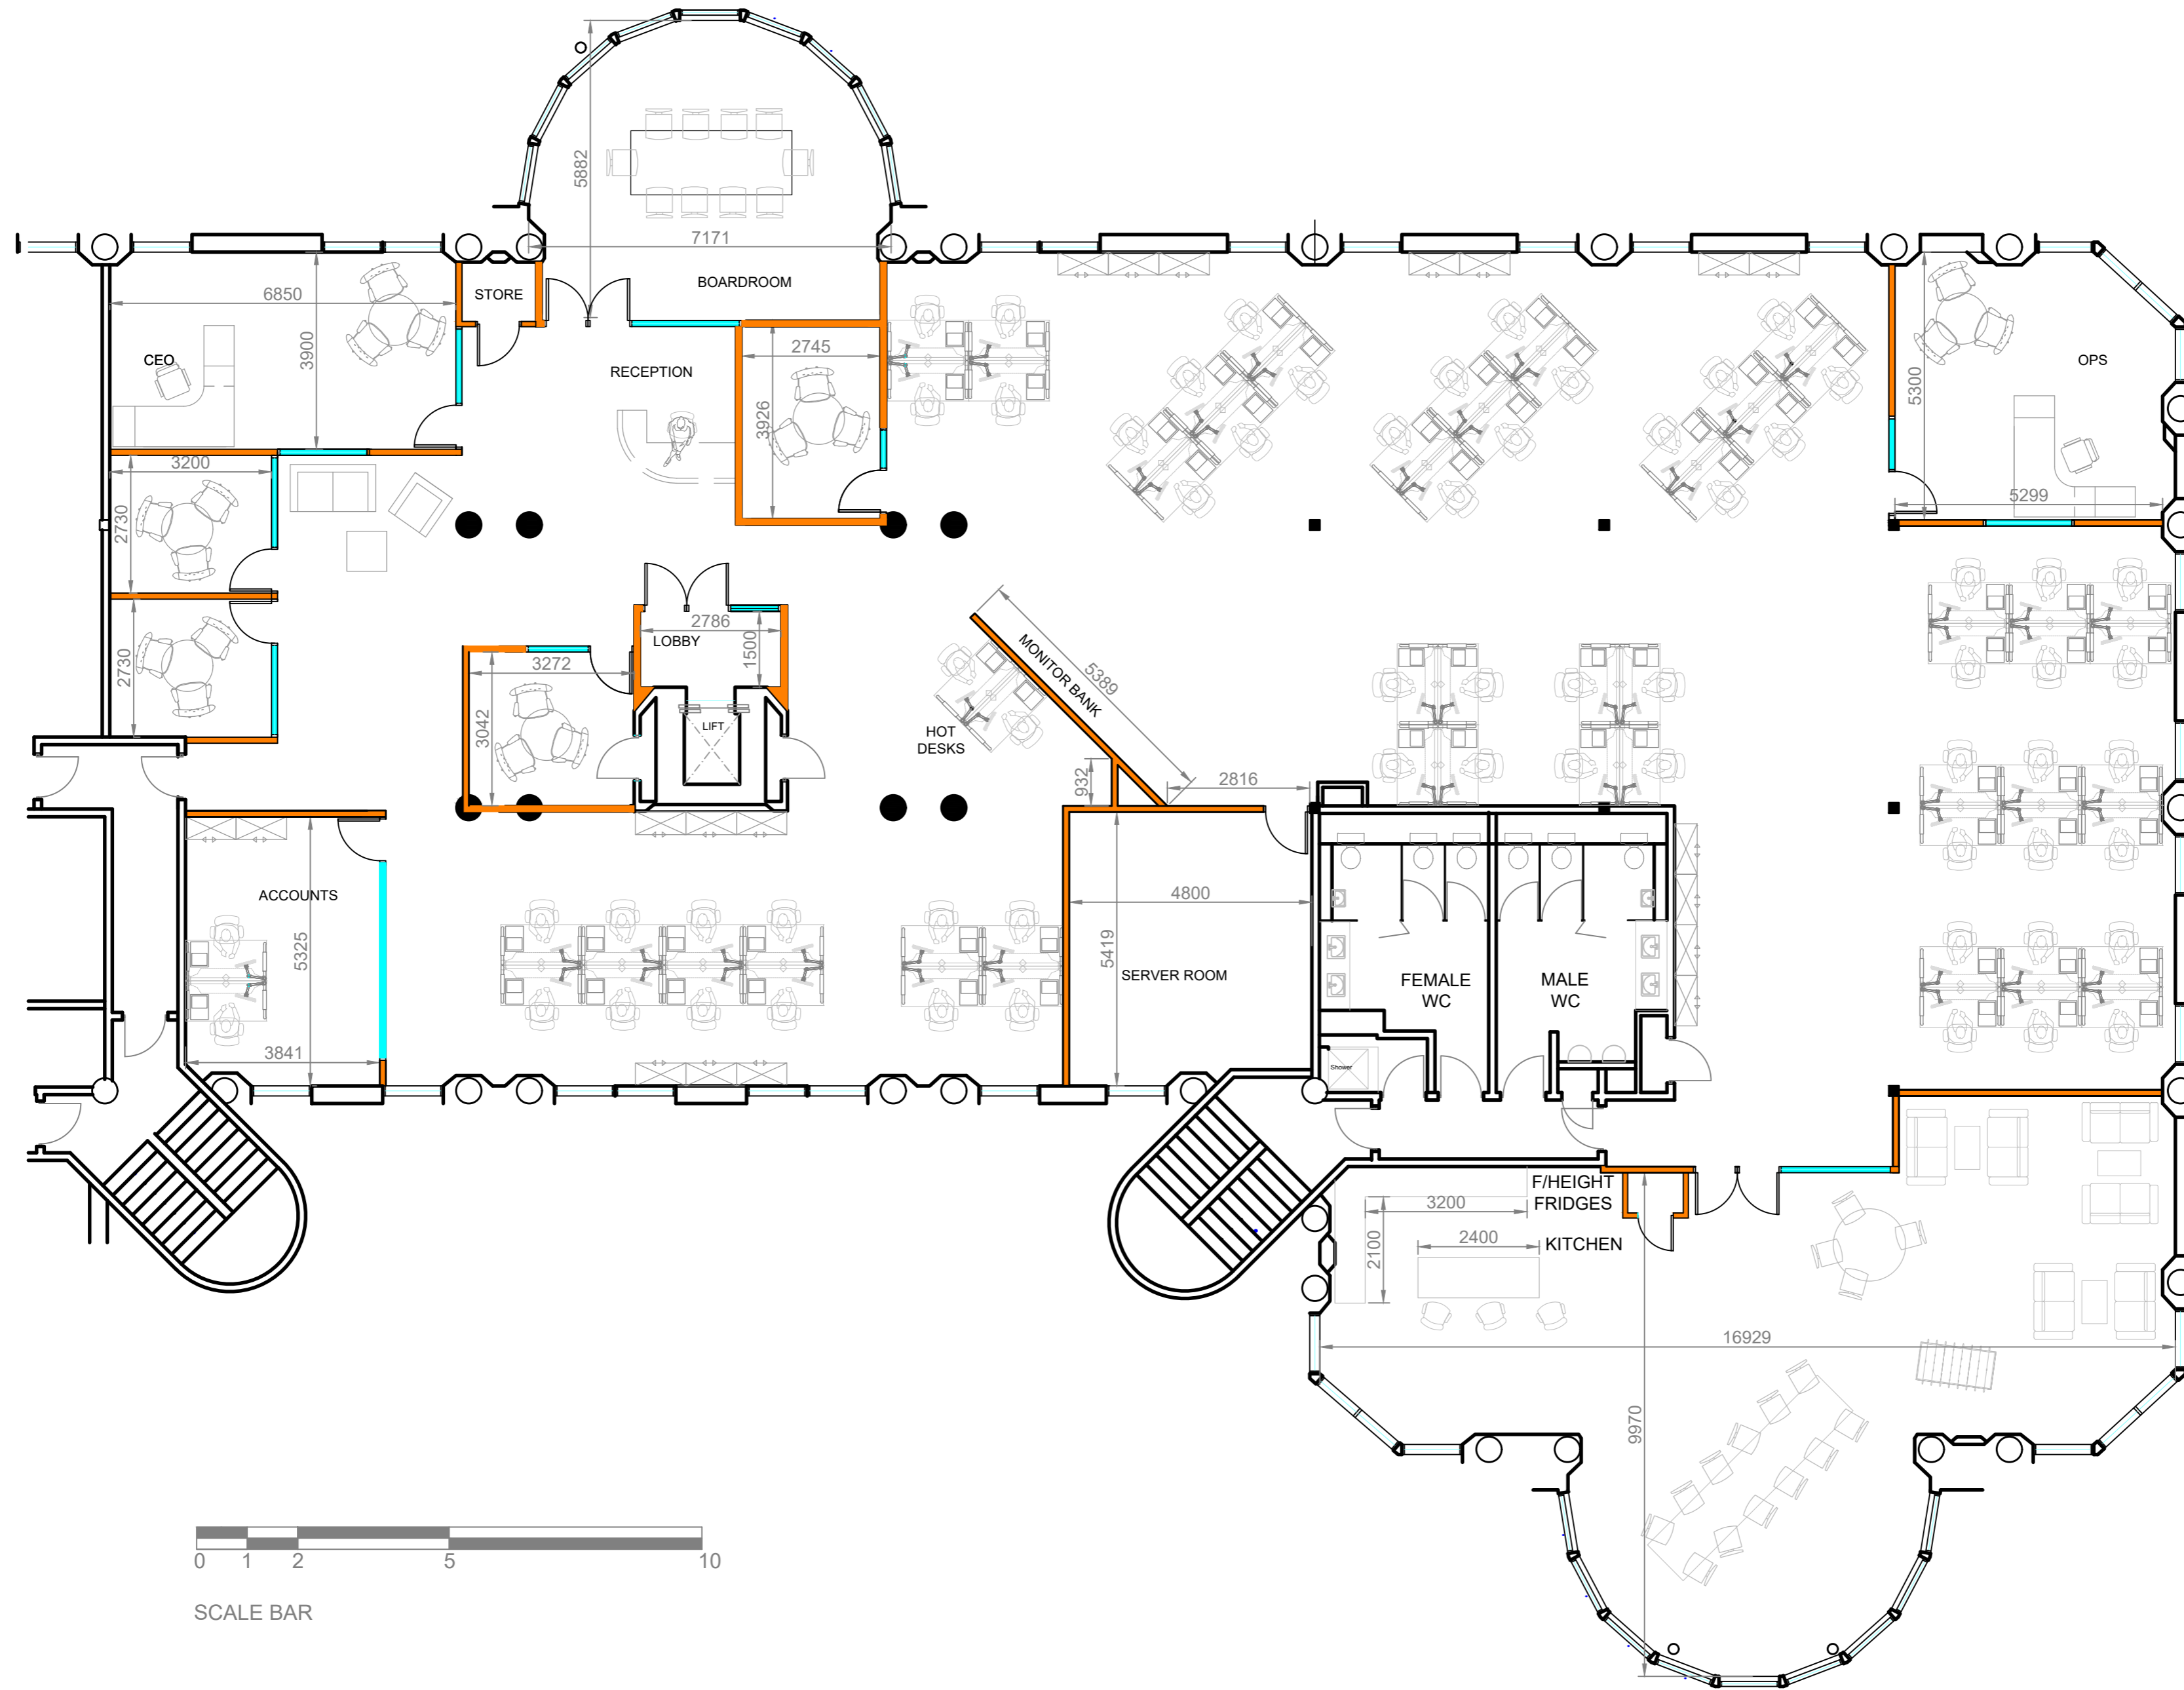 5882
7171
BOARDROOM
6850
STORE
3900
CEO
RECEPTION
2745
3926
OPS
5300
5299
3200
2730
2730
2786
LOBBY
1500
3272
3042
LIFT
MONITOR BANK
5389
HOT
DESKS
932
2816
ACCOUNTS
5325
3841
4800
5419
SERVER ROOM
FEMALE
WC
MALE
WC
Shower
F/HEIGHT
FRIDGES
3200
2100
2400
KITCHEN
16929
9970
0 1 2 5 10
SCALE BAR